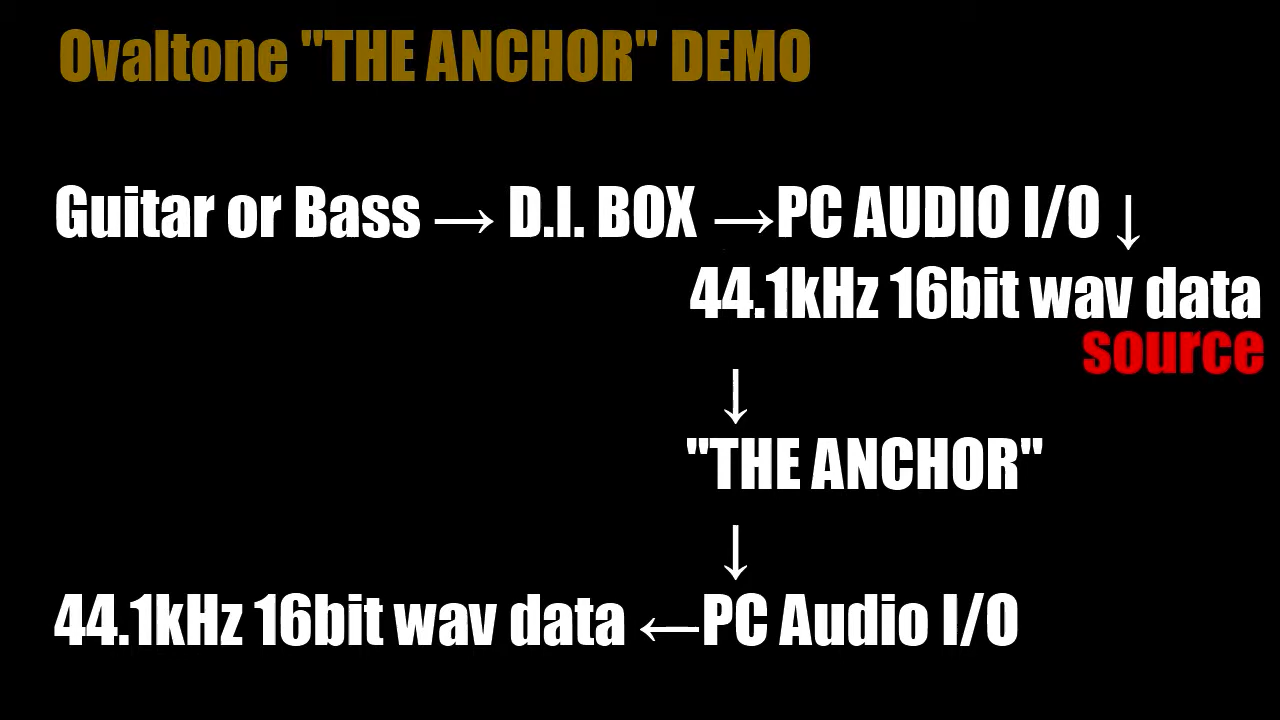 Ovaltone "THE ANCHOR" DEMO
Guitar or Bass → D.I. BOX →PC AUDIO I/O ↓
44.1kHz 16bit wav data
source
↓
"THE ANCHOR"
↓
44.1kHz 16bit wav data ←PC Audio I/O